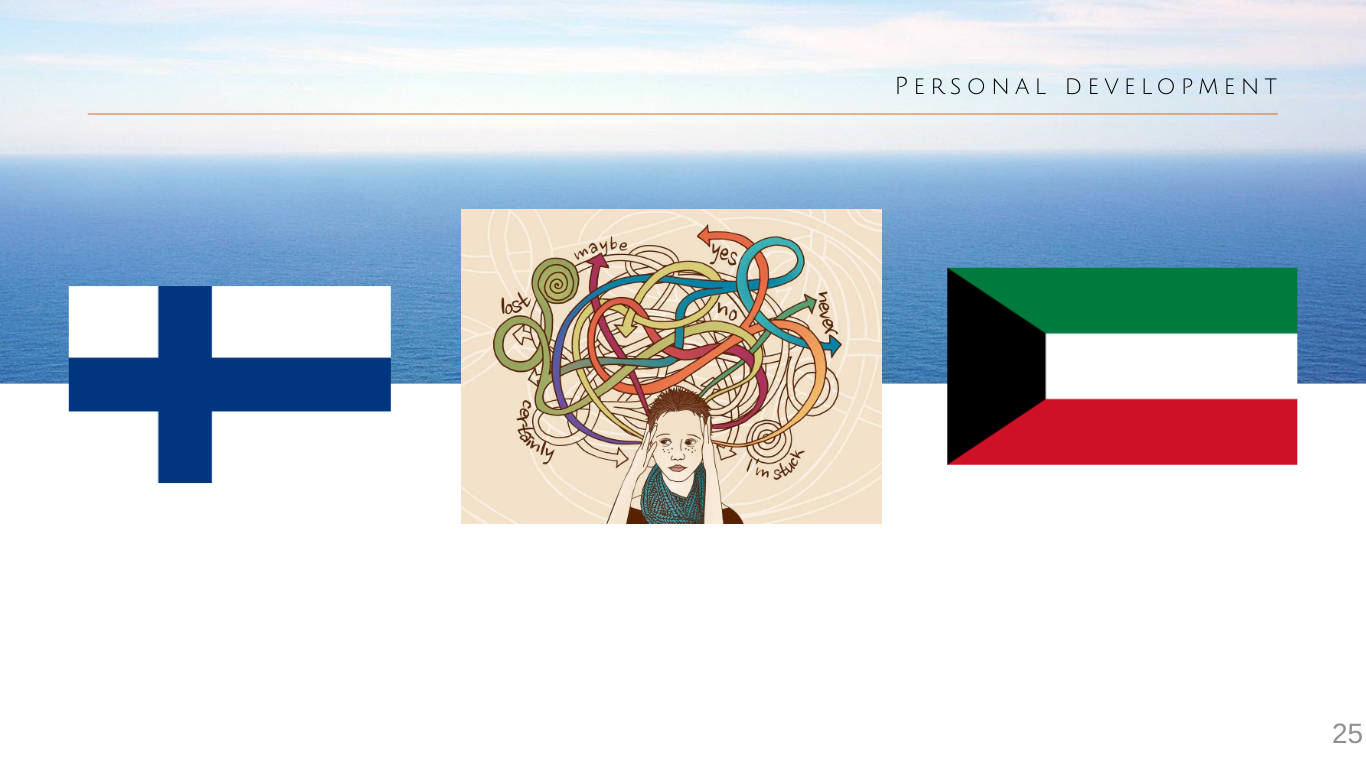 Personal development
maybe
yes
lost
no
never
certainly
I'm stuck
25